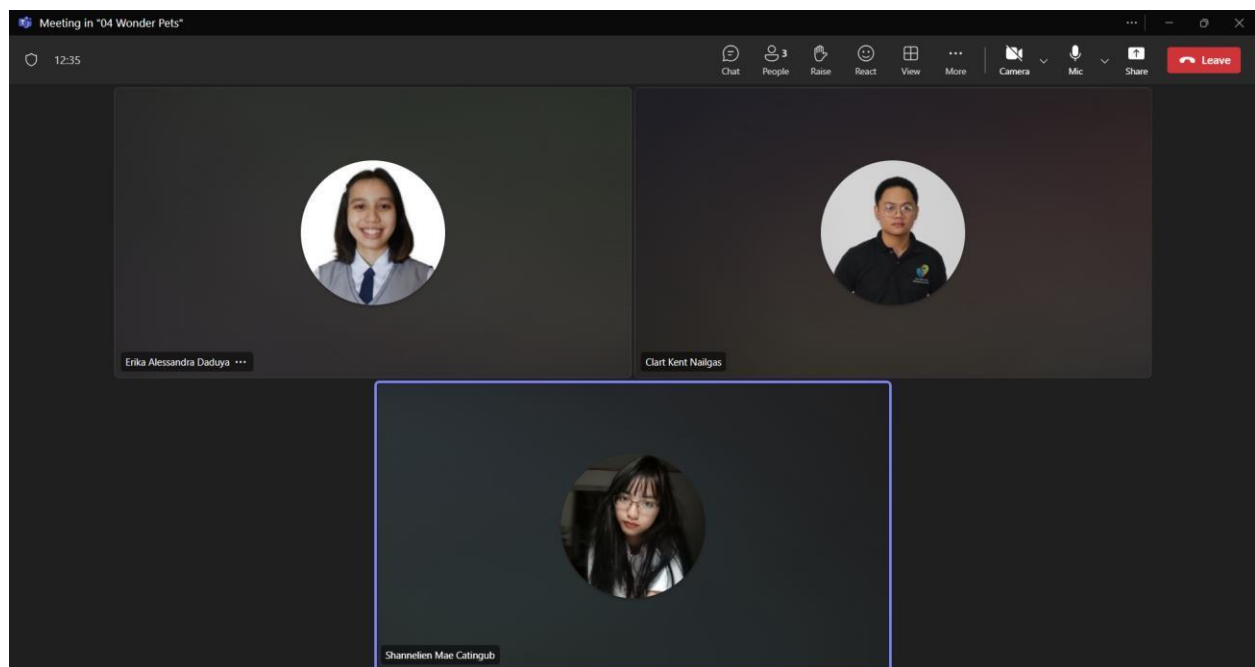 Meeting in "04 Wonder Pets"
12:35
3
Chat People Raise React View More Camera Mic Share Leave
Erika Alessandra Daduya
Clart Kent Nailgas
Shannelien Mae Catingub